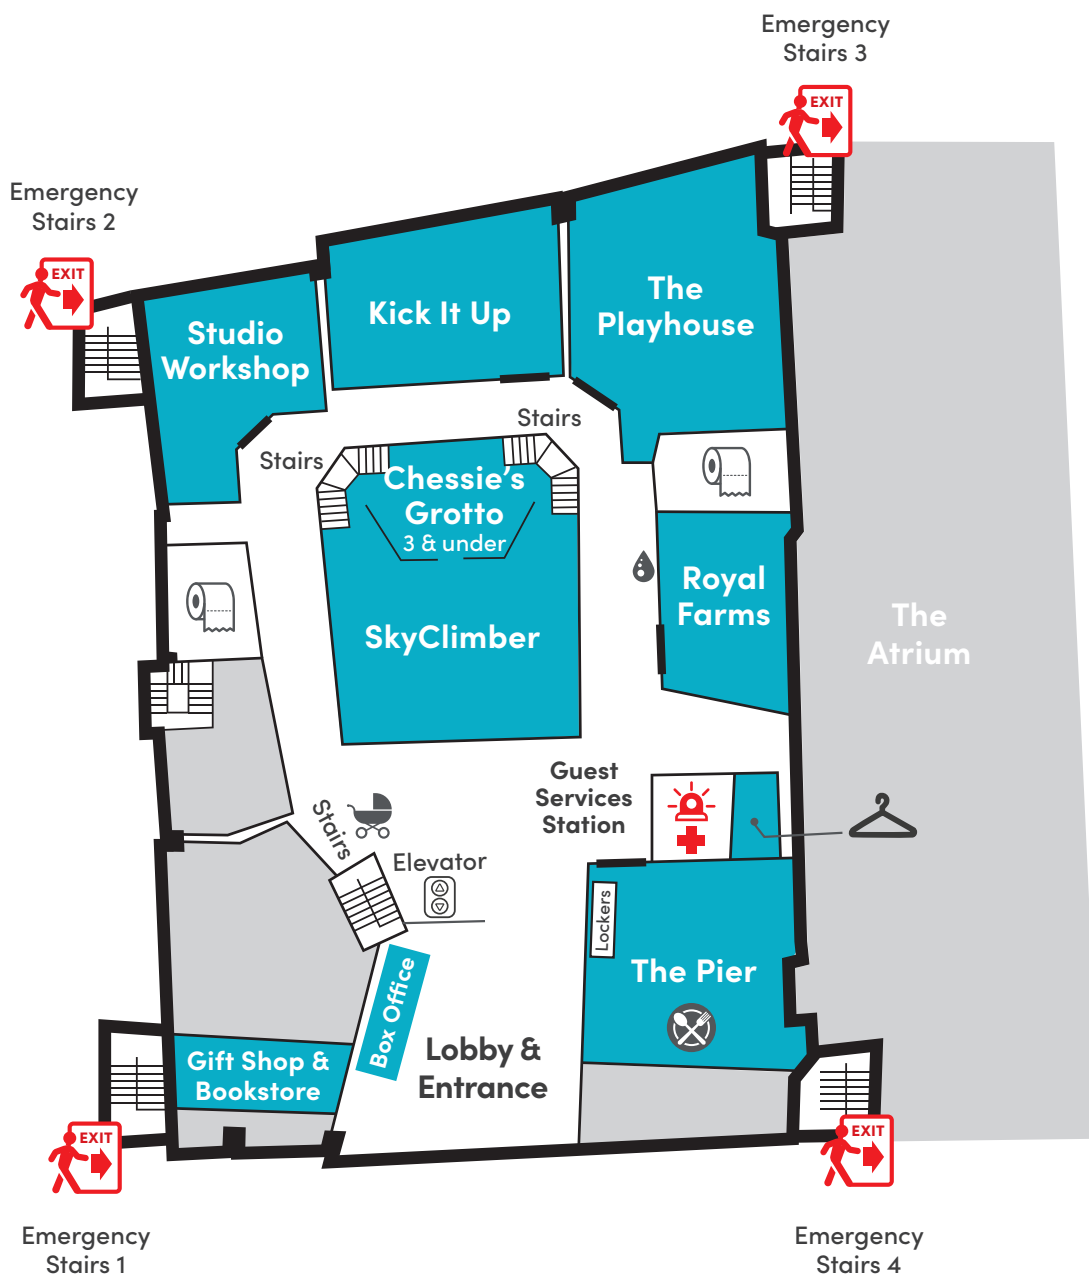 Emergency
Stairs 3
EXIT
Emergency
Stairs 2
EXIT
The
Playhouse
Kick It Up
Studio
Workshop
Stairs
Stairs
Chessie's
Grotto
3 & under
Royal
Farms
The
Atrium
SkyClimber
Guest
Services
Station
Stairs
Elevator
Lockers
The Pier
Box Office
Lobby &
Entrance
Gift Shop &
Bookstore
EXIT
EXIT
Emergency
Stairs 1
Emergency
Stairs 4